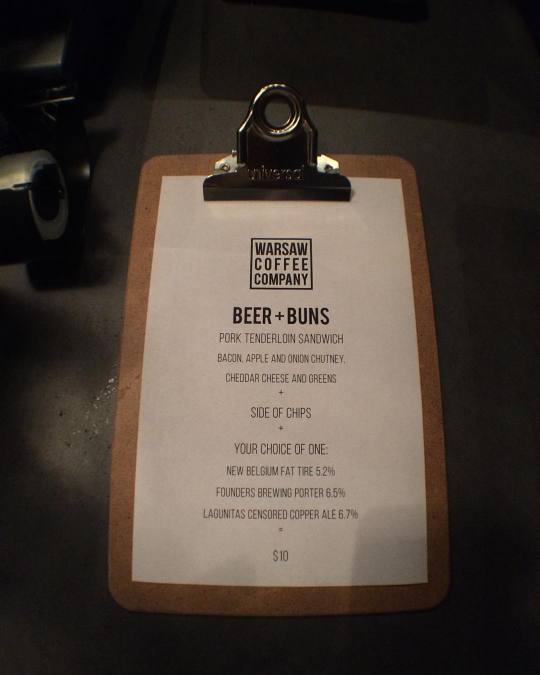 universal
WARSAW
COFFEE
COMPANY
BEER + BUNS
PORK TENDERLOIN SANDWICH
BACON, APPLE AND ONION CHUTNEY,
CHEDDAR CHEESE AND GREENS
+
SIDE OF CHIPS
+
YOUR CHOICE OF ONE:
NEW BELGIUM FAT TIRE 5.2%
FOUNDERS BREWING PORTER 6.5%
LAGUNITAS CENSORED COPPER ALE 6.7%
=
$10